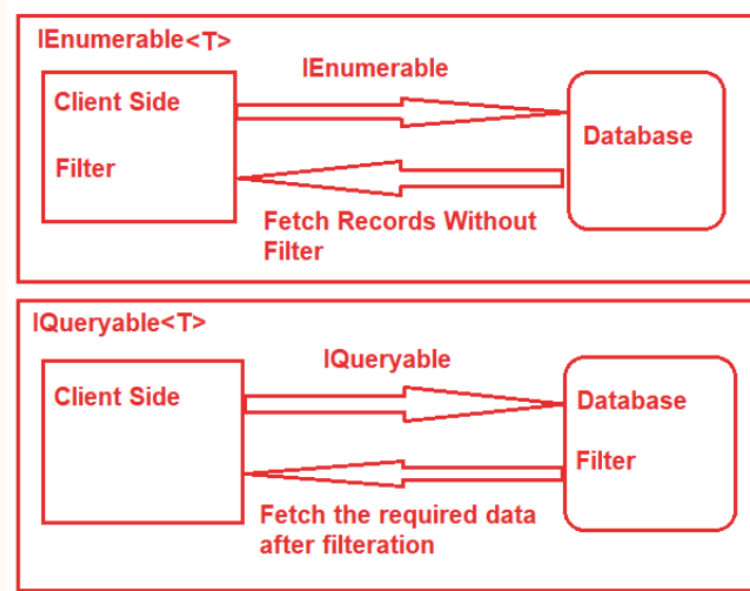 IEnumerable<T>
IEnumerable
Client Side
Filter
Database
Fetch Records Without
Filter
IQueryable<T>
IQueryable
Client Side
Database
Filter
Fetch the required data
after filteration